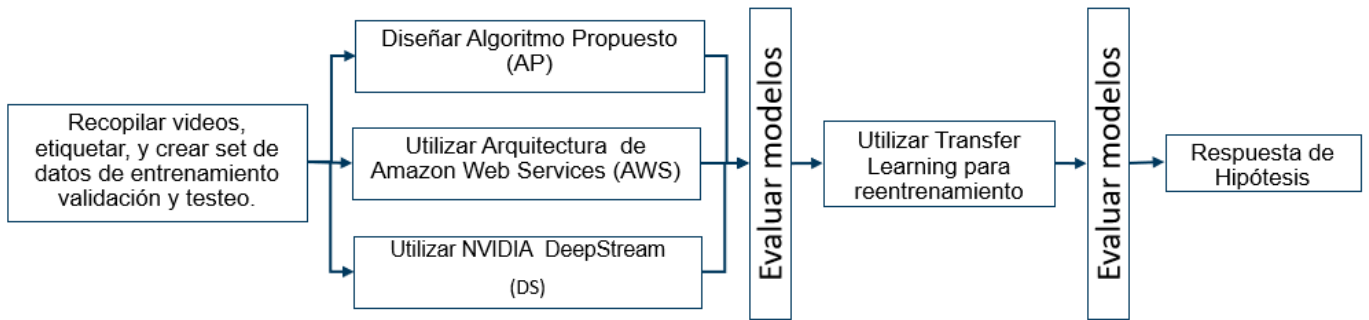 Recopilar videos,
etiquetar, y crear set de
datos de entrenamiento
validación y testeo.
Diseñar Algoritmo Propuesto
(AP)
Utilizar Arquitectura de
Amazon Web Services (AWS)
Utilizar NVIDIA DeepStream
(DS)
Evaluar modelos
Utilizar Transfer
Learning para
reentrenamiento
Evaluar modelos
Respuesta de
Hipótesis